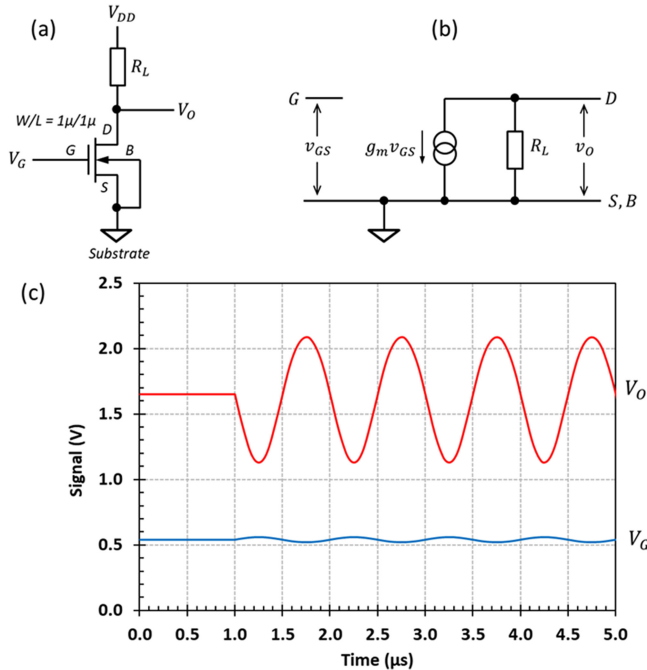 (a)
V_DD
R_L
W/L = 1μ/1μ
D
V_O
V_G
G
B
S
Substrate
(b)
G
D
v_GS
g_m v_GS
R_L
v_O
S, B
(c)
2.5
2.0
1.5
1.0
0.5
0.0
Signal (V)
V_O
V_G
0.0 0.5 1.0 1.5 2.0 2.5 3.0 3.5 4.0 4.5 5.0
Time (μs)